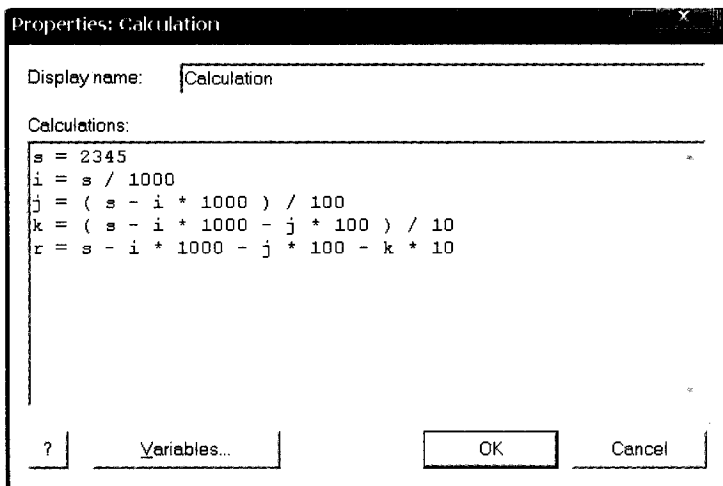 Properties: Calculation
X
Display name: Calculation
Calculations:
s = 2345
i = s / 1000
j = ( s - i * 1000 ) / 100
k = ( s - i * 1000 - j * 100 ) / 10
r = s - i * 1000 - j * 100 - k * 10
? Variables... OK Cancel